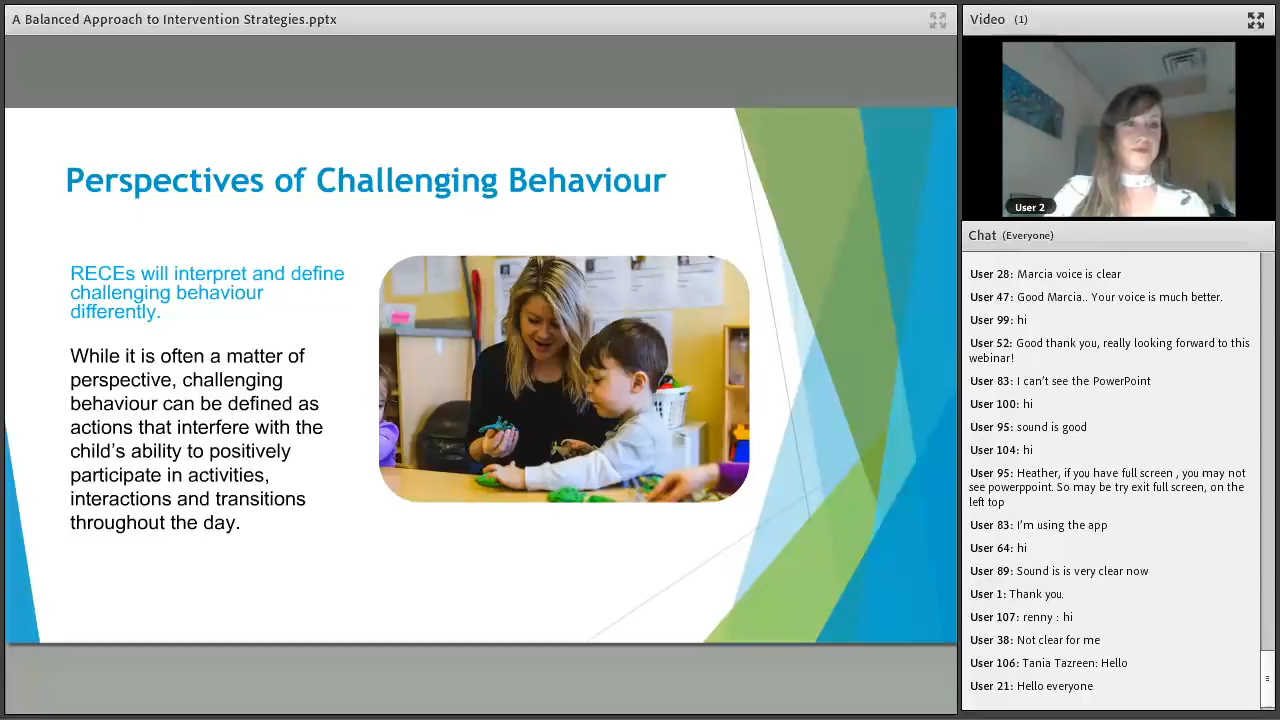 A Balanced Approach to Intervention Strategies.pptx
Perspectives of Challenging Behaviour
RECEs will interpret and define
challenging behaviour
differently.
While it is often a matter of
perspective, challenging
behaviour can be defined as
actions that interfere with the
child’s ability to positively
participate in activities,
interactions and transitions
throughout the day.
Video (1)
User 2
Chat (Everyone)
User 28: Marcia voice is clear
User 47: Good Marcia.. Your voice is much better.
User 99: hi
User 52: Good thank you, really looking forward to this
webinar!
User 83: I can’t see the PowerPoint
User 100: hi
User 95: sound is good
User 104: hi
User 95: Heather, if you have full screen , you may not
see powerppoint. So may be try exit full screen, on the
left top
User 83: I’m using the app
User 64: hi
User 89: Sound is is very clear now
User 1: Thank you.
User 107: renny : hi
User 38: Not clear for me
User 106: Tania Tazreen: Hello
User 21: Hello everyone